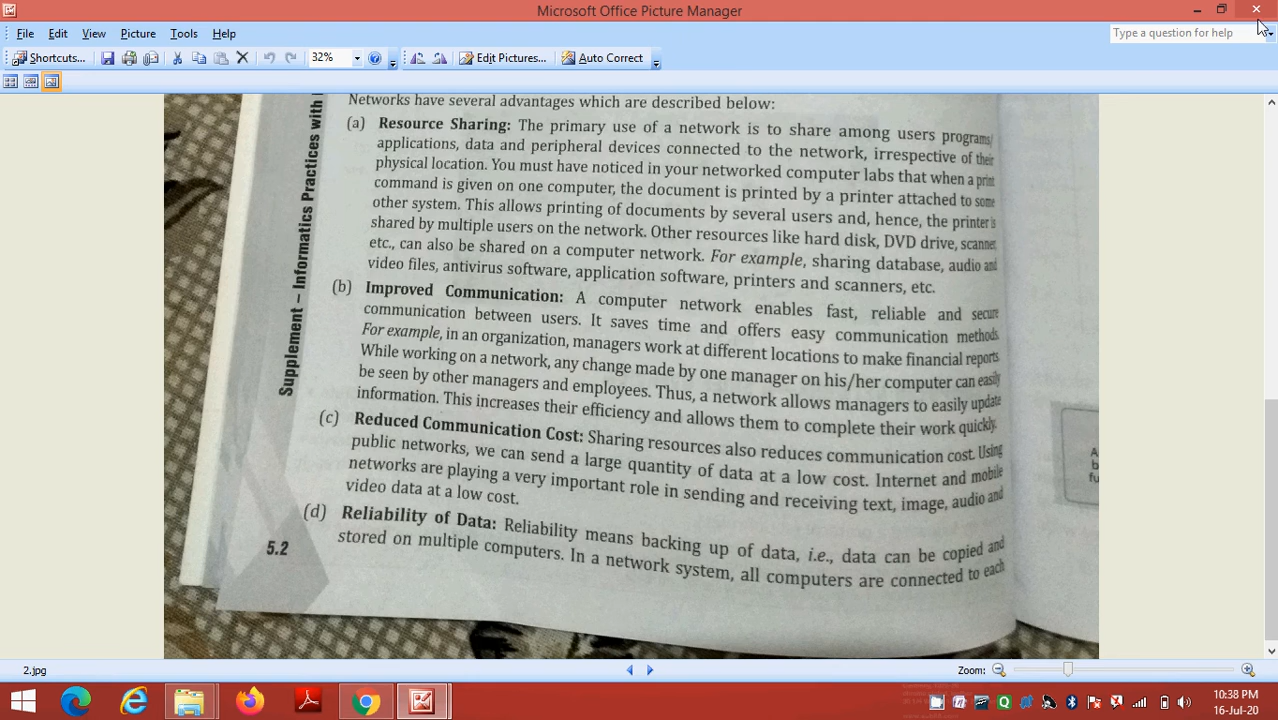 Microsoft Office Picture Manager
File Edit View Picture Tools Help
Type a question for help
Shortcuts...
32%
Edit Pictures...
Auto Correct
Supplement – Informatics Practices with
Networks have several advantages which are described below:
(a) Resource Sharing: The primary use of a network is to share among users programs/
applications, data and peripheral devices connected to the network, irrespective of their
physical location. You must have noticed in your networked computer labs that when a print
command is given on one computer, the document is printed by a printer attached to some
other system. This allows printing of documents by several users and, hence, the printer is
shared by multiple users on the network. Other resources like hard disk, DVD drive, scanner,
etc., can also be shared on a computer network. For example, sharing database, audio and
video files, antivirus software, application software, printers and scanners, etc.
(b) Improved Communication: A computer network enables fast, reliable and secure
communication between users. It saves time and offers easy communication methods.
For example, in an organization, managers work at different locations to make financial reports.
While working on a network, any change made by one manager on his/her computer can easily
be seen by other managers and employees. Thus, a network allows managers to easily update
information. This increases their efficiency and allows them to complete their work quickly.
(c) Reduced Communication Cost: Sharing resources also reduces communication cost. Using
public networks, we can send a large quantity of data at a low cost. Internet and mobile
networks are playing a very important role in sending and receiving text, image, audio and
video data at a low cost.
(d) Reliability of Data: Reliability means backing up of data, i.e., data can be copied and
stored on multiple computers. In a network system, all computers are connected to each
5.2
2.jpg
Zoom:
10:38 PM
16-Jul-20